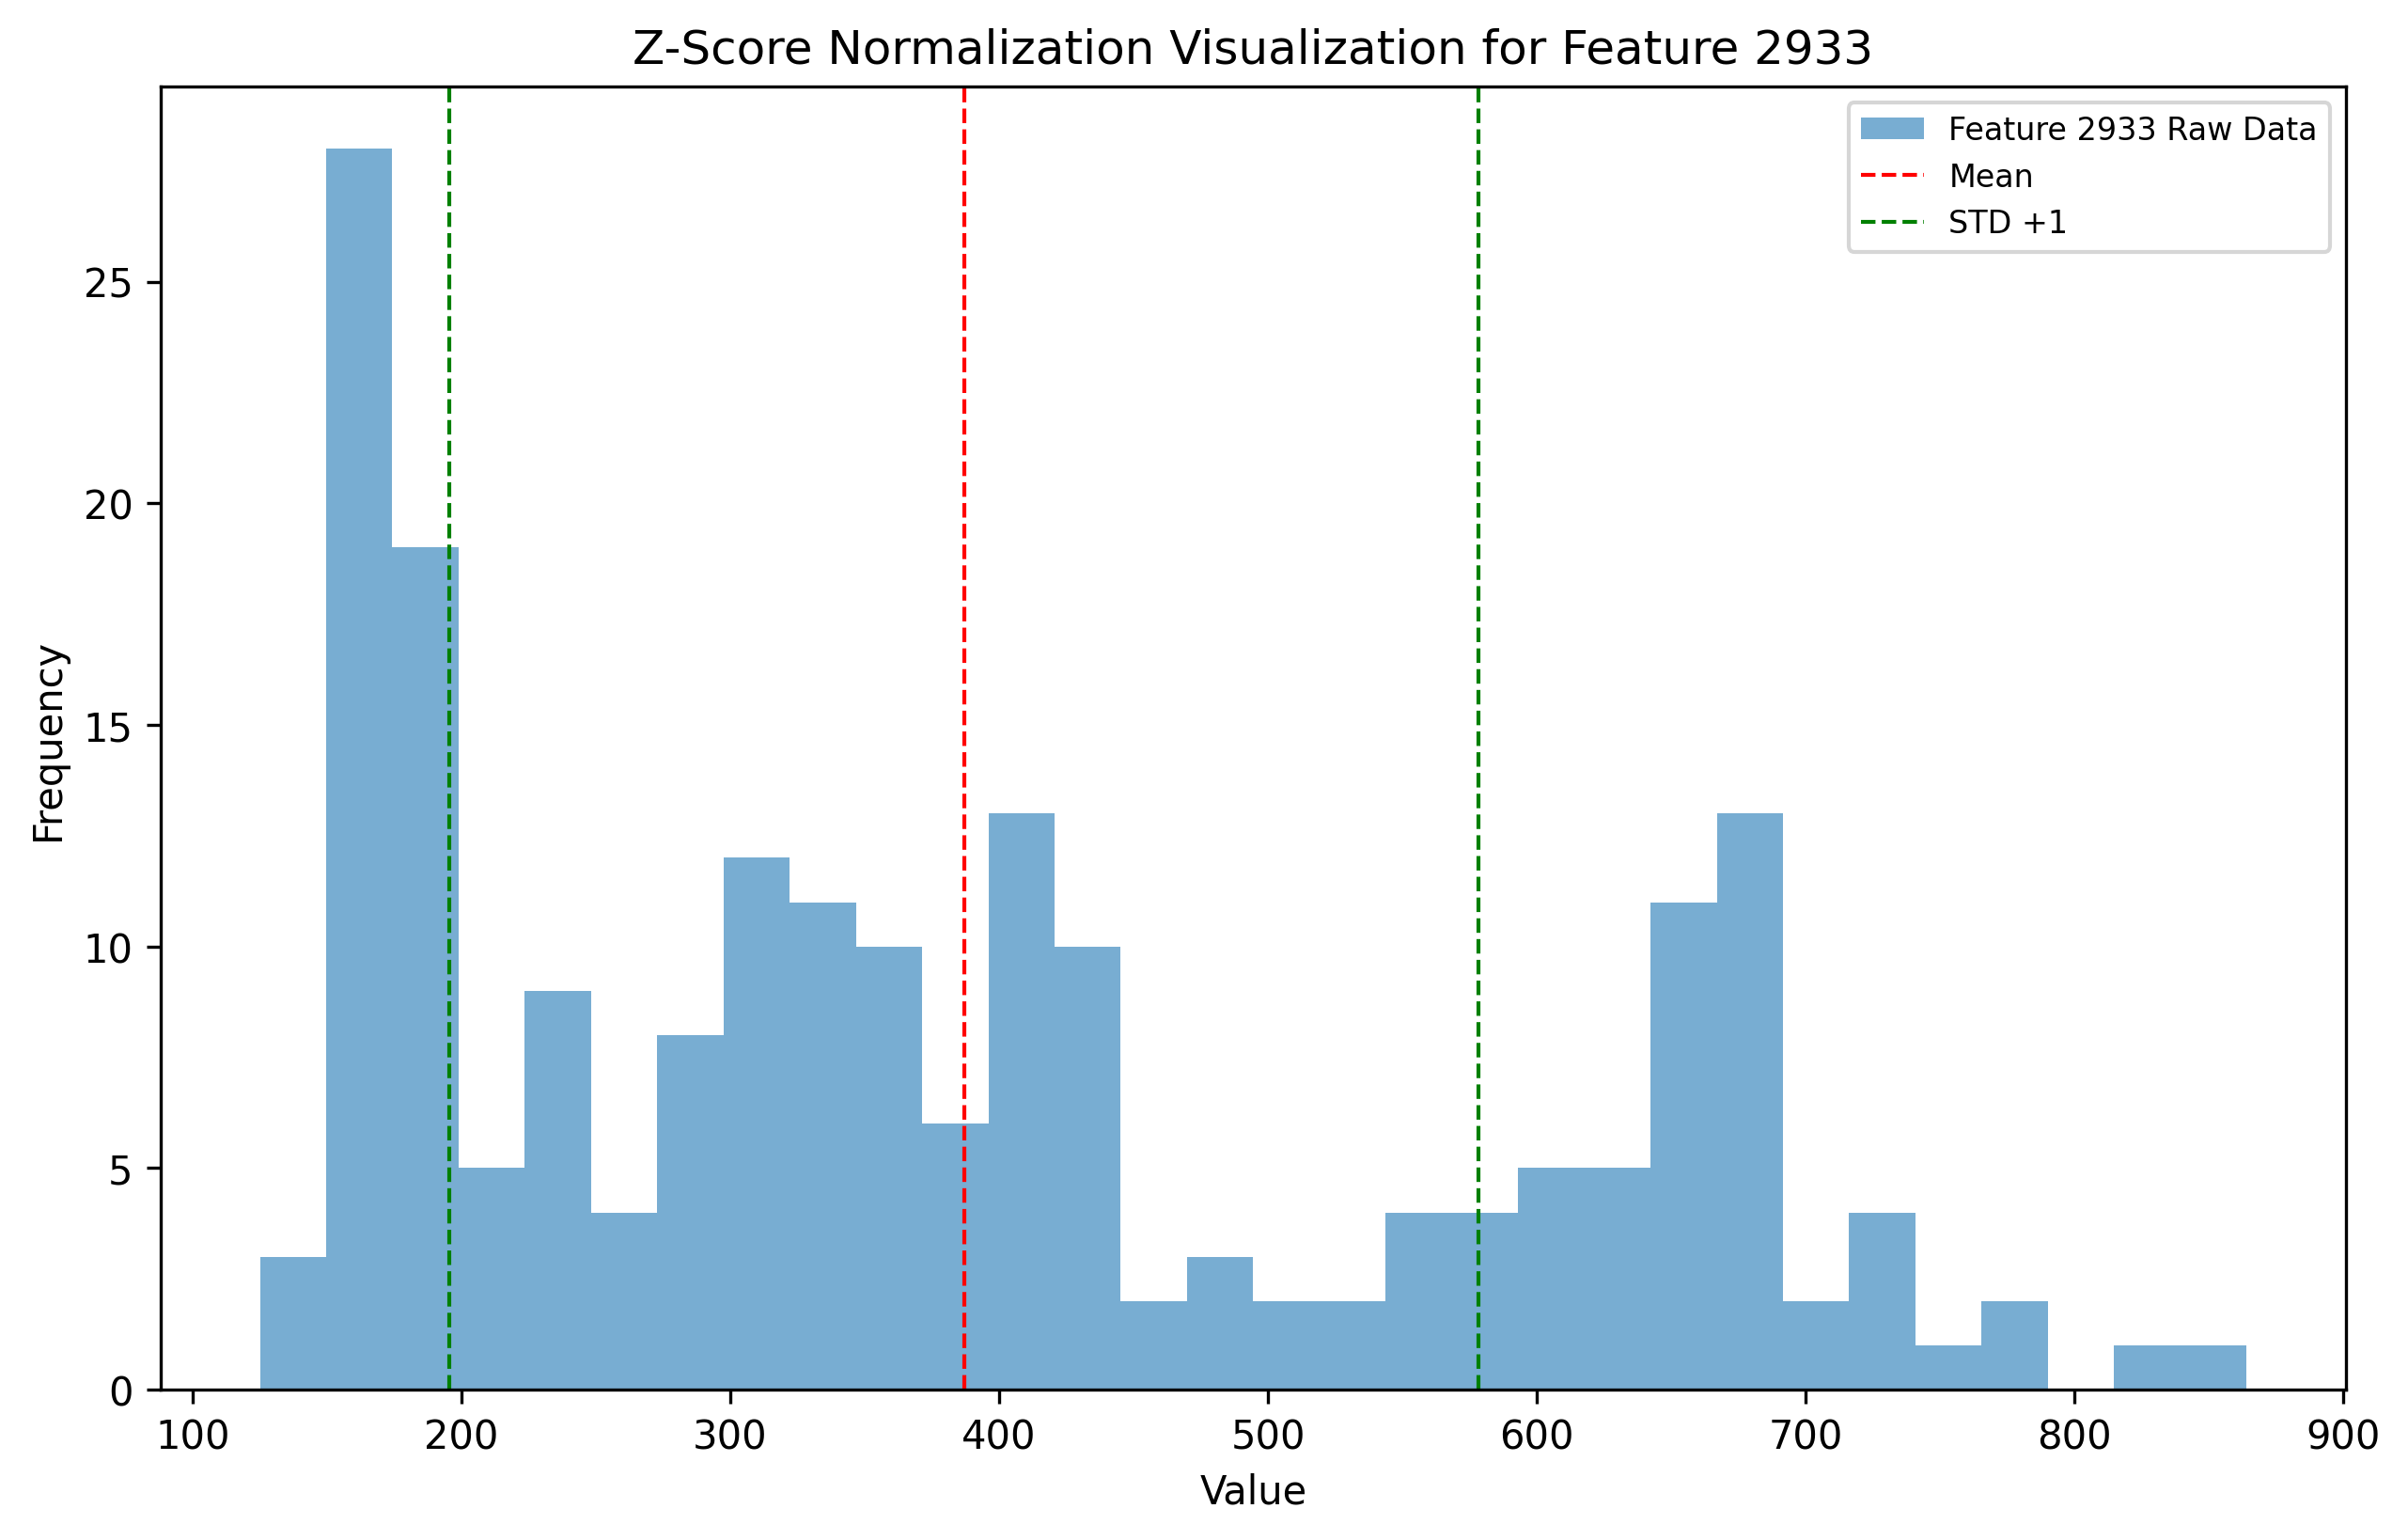 Z-Score Normalization Visualization for Feature 2933
Feature 2933 Raw Data
Mean
STD +1
25
20
15
10
5
0
Frequency
100 200 300 400 500 600 700 800 900
Value